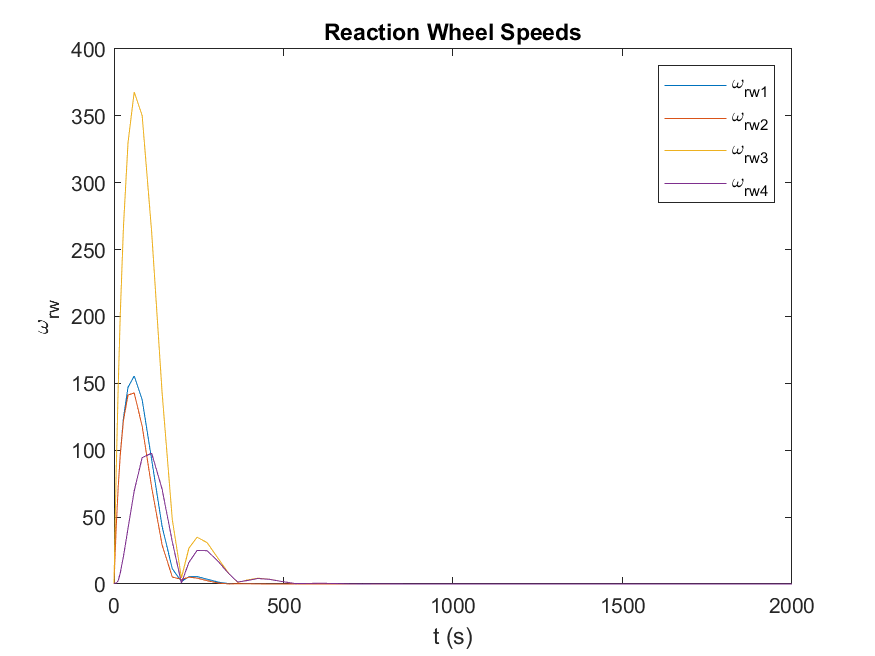 Reaction Wheel Speeds
400
350
300
250
200
150
100
50
0
ω_rw
ω_rw1
ω_rw2
ω_rw3
ω_rw4
0 500 1000 1500 2000
t (s)